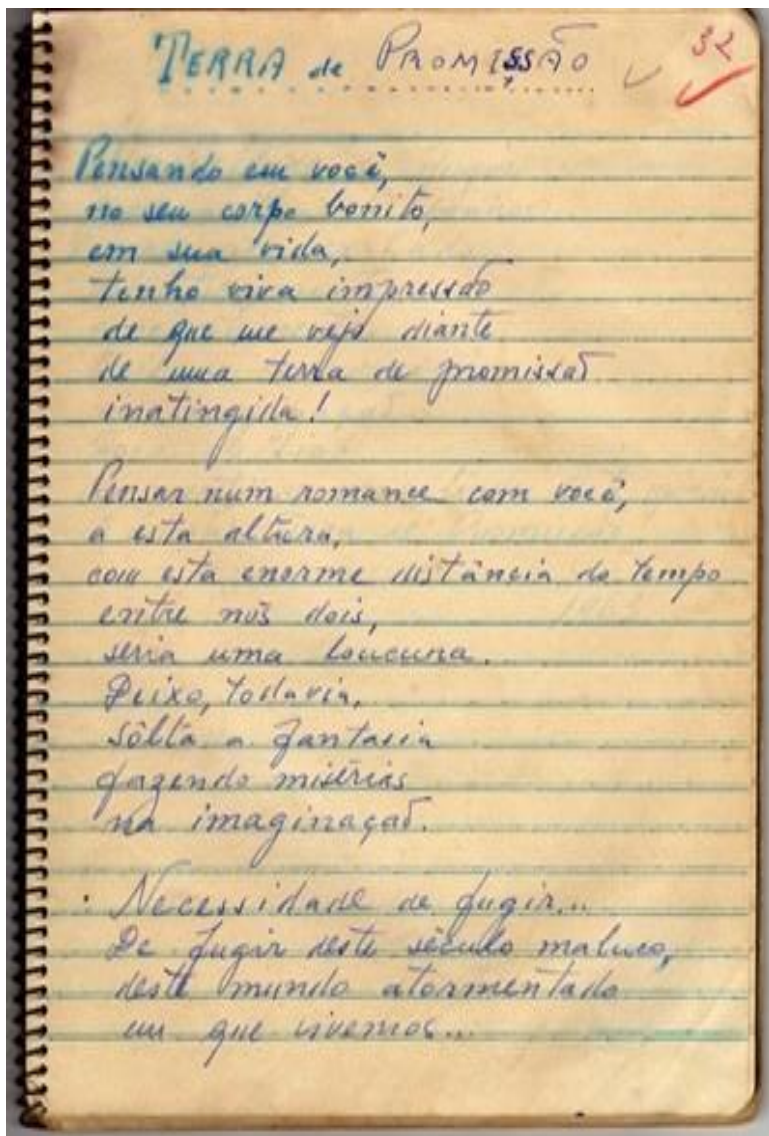 TERRA de PROMISSÃO
32
Pensando em você,
no seu corpo bonito,
em sua vida,
tenho viva impressão
de que me vejo diante
de uma terra de promissão
inatingida!
Pensar num romance com você,
a esta altura,
com esta enorme distância do tempo
entre nós dois,
seria uma loucura.
Deixo, todavia,
sôlta a fantasia
fazendo misérias
na imaginação.
Necessidade de fugir...
De fugir deste século maluco,
deste mundo atormentado
em que vivemos...